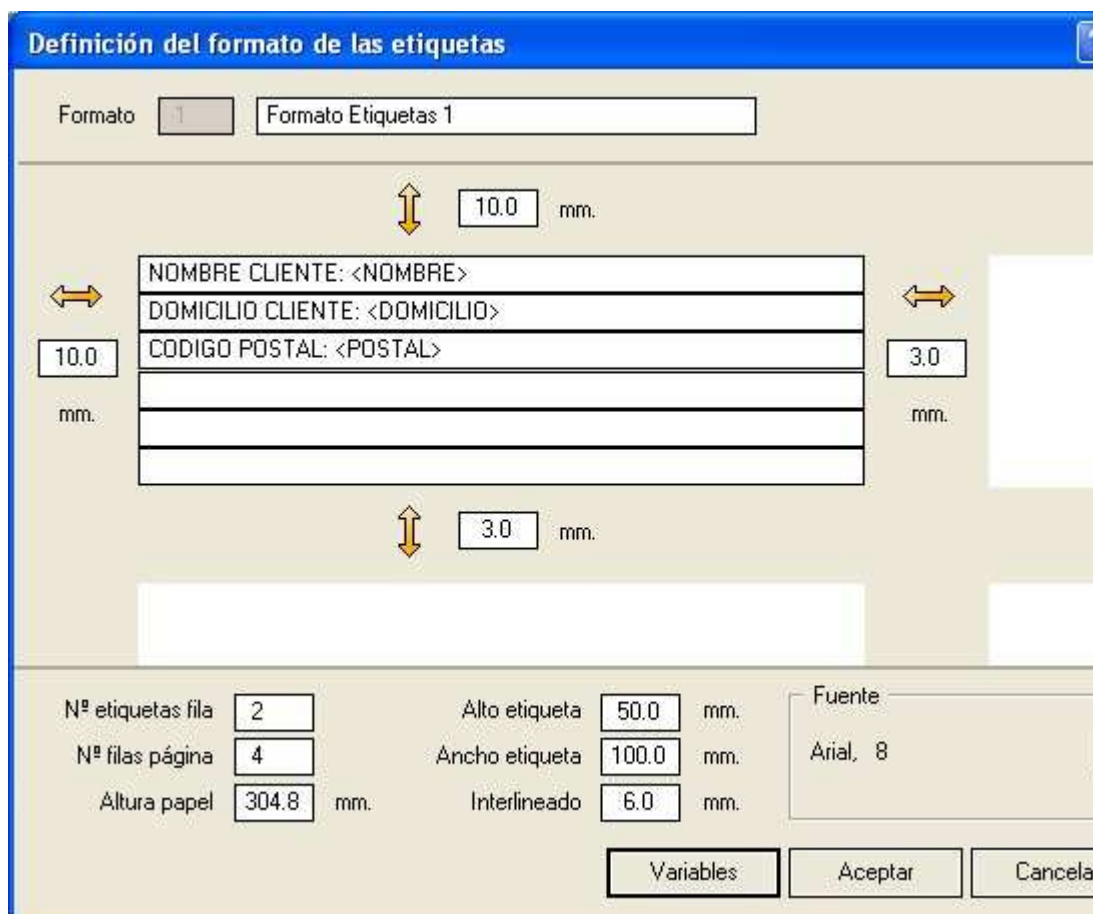 Definición del formato de las etiquetas
Formato 1 Formato Etiquetas 1
10.0 mm.
NOMBRE CLIENTE: <NOMBRE>
DOMICILIO CLIENTE: <DOMICILIO>
CODIGO POSTAL: <POSTAL>
10.0 mm.
3.0 mm.
3.0 mm.
Nº etiquetas fila 2
Nº filas página 4
Altura papel 304.8 mm.
Alto etiqueta 50.0 mm.
Ancho etiqueta 100.0 mm.
Interlineado 6.0 mm.
Fuente
Arial, 8
Variables Aceptar Cancela